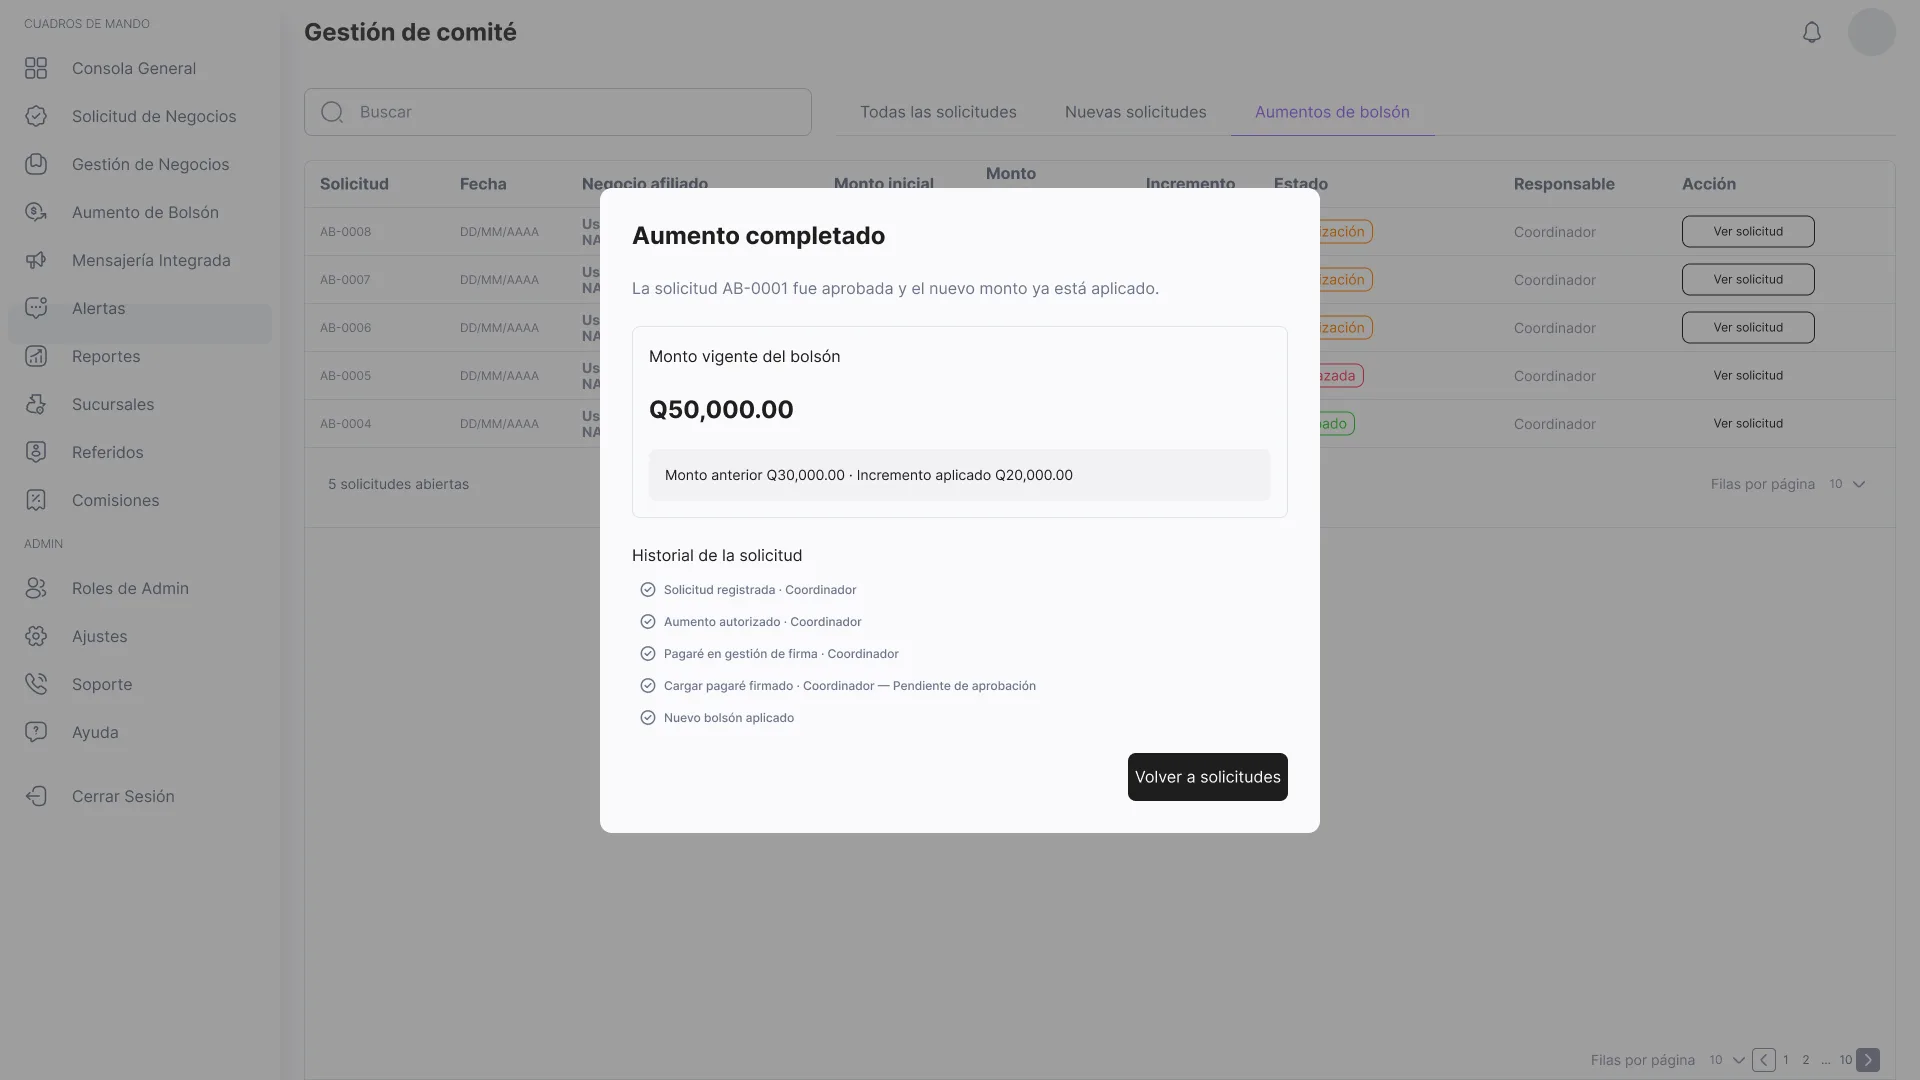 CUADROS DE MANDO
Consola General
Solicitud de Negocios
Gestión de Negocios
Aumento de Bolsón
Mensajería Integrada
Alertas
Reportes
Sucursales
Referidos
Comisiones
ADMIN
Roles de Admin
Ajustes
Soporte
Ayuda
Cerrar Sesión
Gestión de comité
Buscar
Todas las solicitudes
Nuevas solicitudes
Aumentos de bolsón
Solicitud Fecha Negocio afiliado Monto inicial Monto Incremento Estado Responsable Acción
AB-0008 DD/MM/AAAA Coordinador Ver solicitud
AB-0007 DD/MM/AAAA Coordinador Ver solicitud
AB-0006 DD/MM/AAAA Coordinador Ver solicitud
AB-0005 DD/MM/AAAA Coordinador Ver solicitud
AB-0004 DD/MM/AAAA Coordinador Ver solicitud
5 solicitudes abiertas
Filas por página 10
Aumento completado
La solicitud AB-0001 fue aprobada y el nuevo monto ya está aplicado.
Monto vigente del bolsón
Q50,000.00
Monto anterior Q30,000.00 · Incremento aplicado Q20,000.00
Historial de la solicitud
Solicitud registrada · Coordinador
Aumento autorizado · Coordinador
Pagaré en gestión de firma · Coordinador
Cargar pagaré firmado · Coordinador — Pendiente de aprobación
Nuevo bolsón aplicado
Volver a solicitudes
Filas por página 10 1 2 ... 10